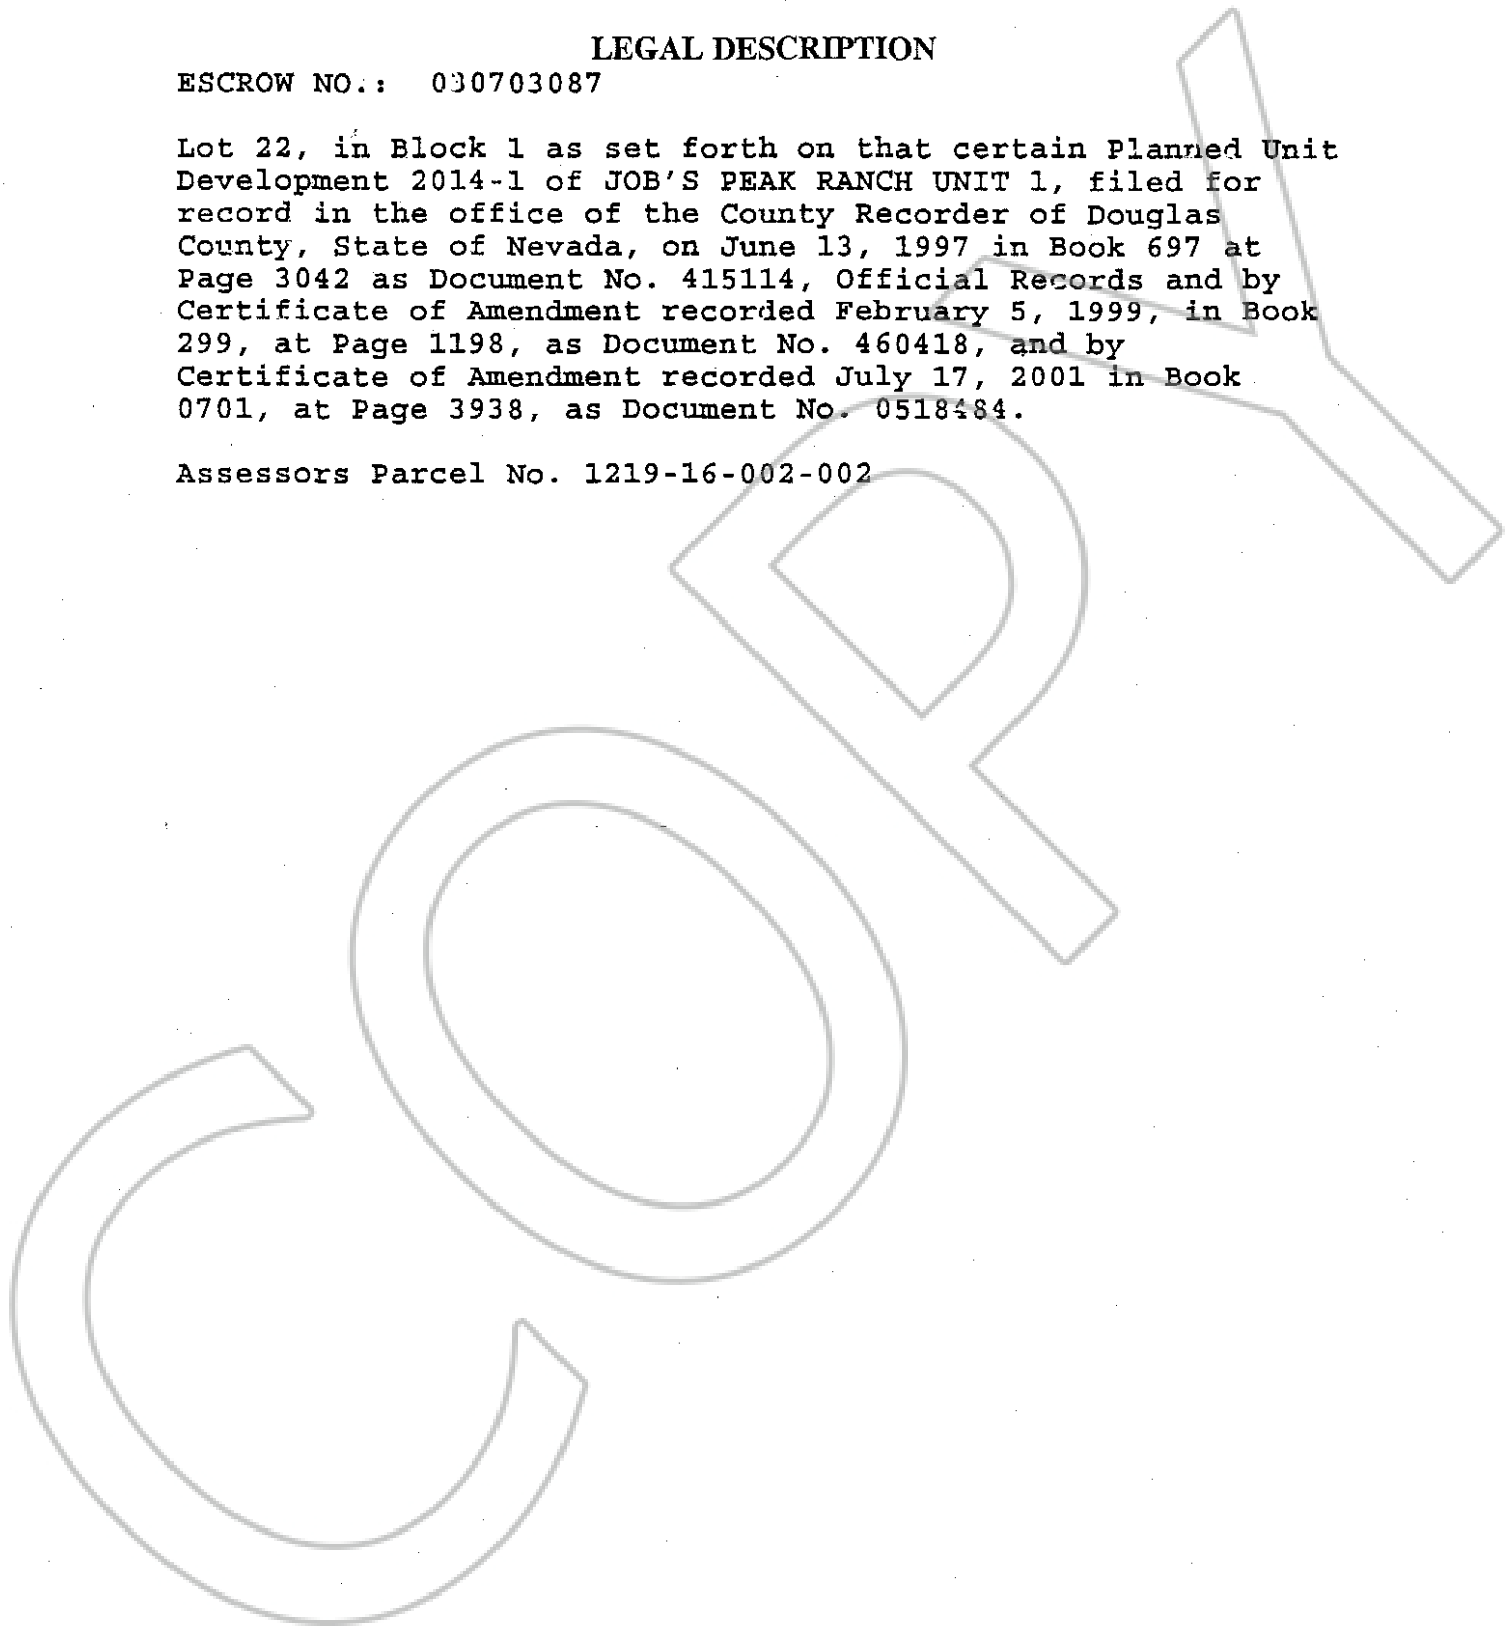 LEGAL DESCRIPTION
ESCROW NO.: 030703087
Lot 22, in Block 1 as set forth on that certain Planned Unit
Development 2014-1 of JOB'S PEAK RANCH UNIT 1, filed for
record in the office of the County Recorder of Douglas
County, State of Nevada, on June 13, 1997 in Book 697 at
Page 3042 as Document No. 415114, Official Records and by
Certificate of Amendment recorded February 5, 1999, in Book
299, at Page 1198, as Document No. 460418, and by
Certificate of Amendment recorded July 17, 2001 in Book
0701, at Page 3938, as Document No. 0518484.
Assessors Parcel No. 1219-16-002-002
COPY